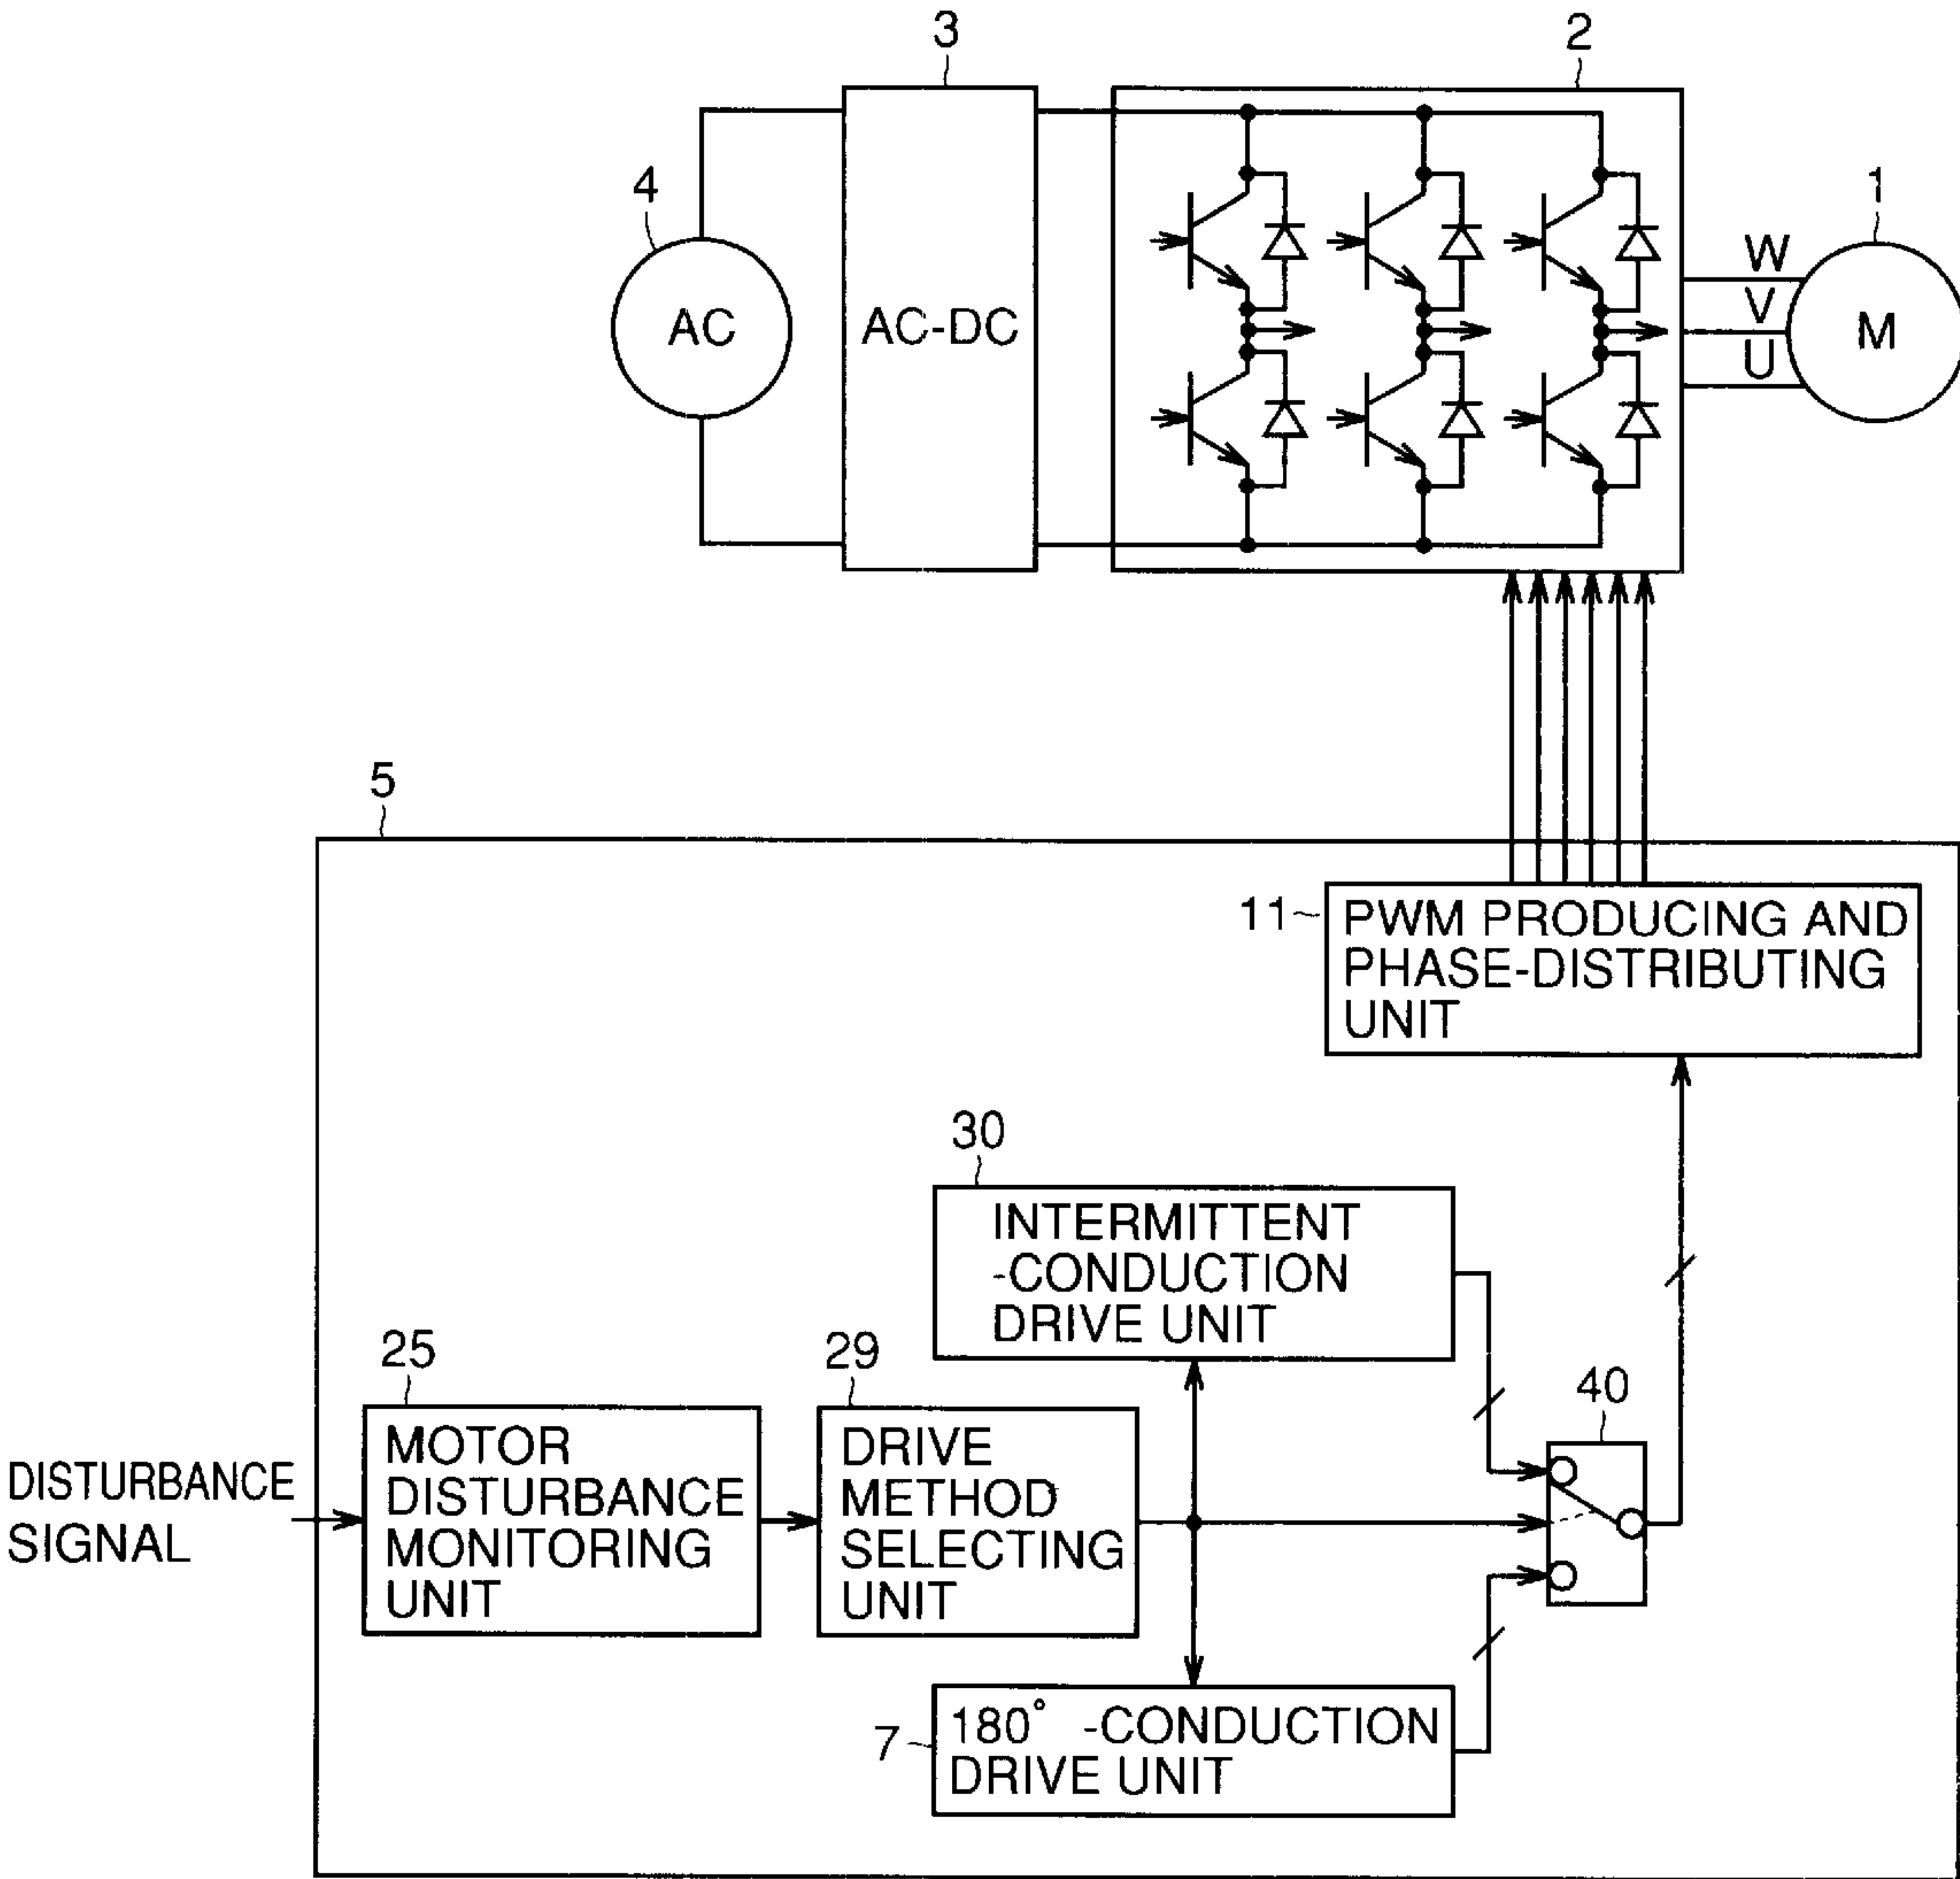 3
2
4
1
AC
AC-DC
W
V
U
M
5
11
PWM PRODUCING AND
PHASE-DISTRIBUTING
UNIT
30
INTERMITTENT
-CONDUCTION
DRIVE UNIT
25
29
40
MOTOR
DISTURBANCE
MONITORING
UNIT
DRIVE
METHOD
SELECTING
UNIT
DISTURBANCE
SIGNAL
7
180° -CONDUCTION
DRIVE UNIT